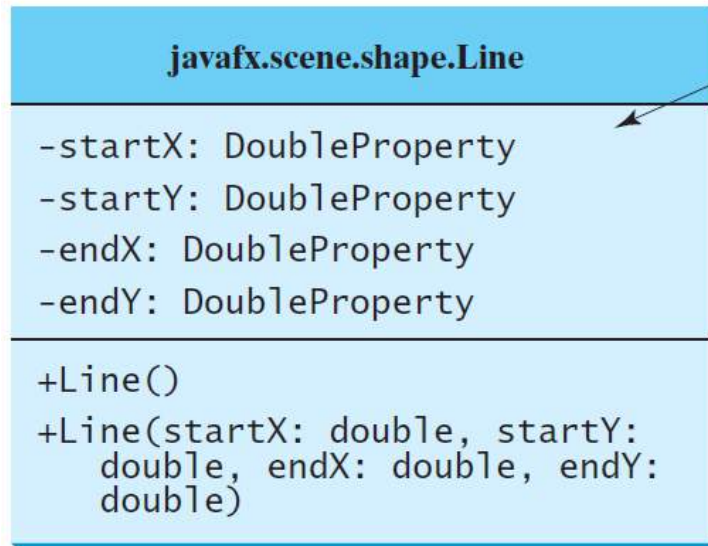 javafx.scene.shape.Line
-startX: DoubleProperty
-startY: DoubleProperty
-endX: DoubleProperty
-endY: DoubleProperty
+Line()
+Line(startX: double, startY:
double, endX: double, endY:
double)